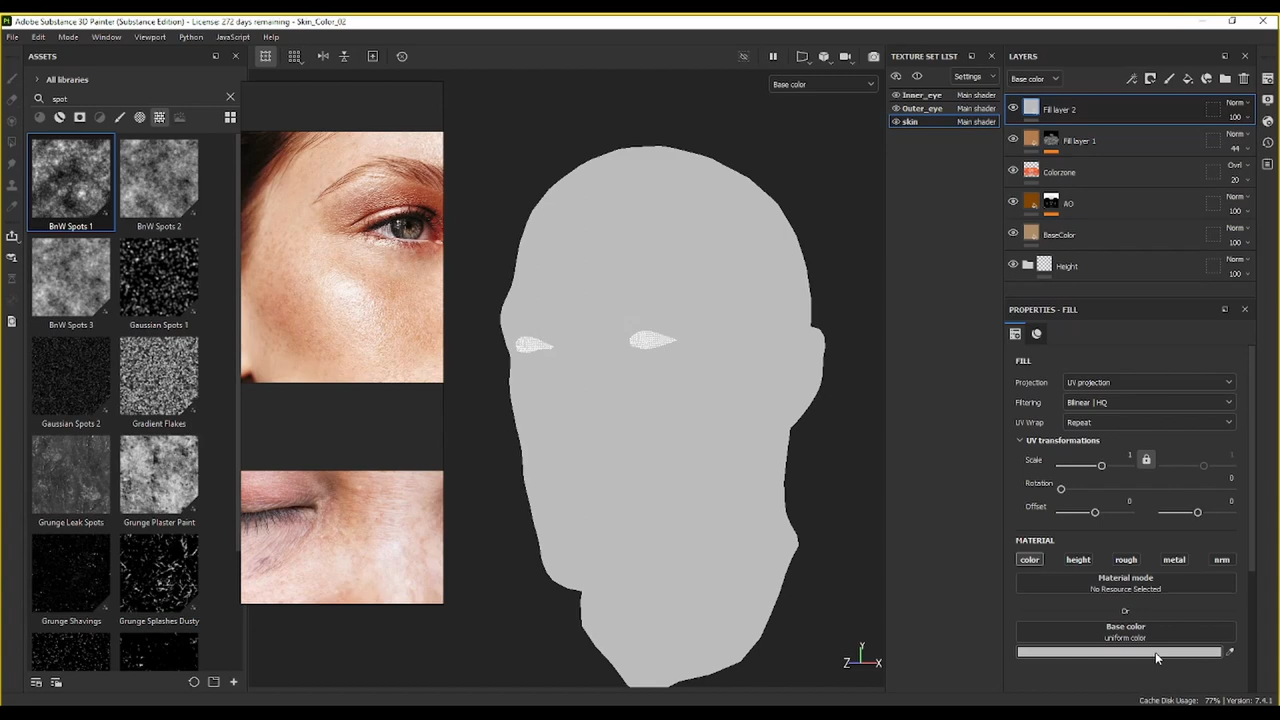 Adobe Substance 3D Painter (Substance Edition) - License: 272 days remaining - Skin_Color_02
File Edit Mode Window Viewport Python JavaScript Help
ASSETS
All libraries
spot
BnW Spots 1
BnW Spots 2
BnW Spots 3
Gaussian Spots 1
Gaussian Spots 2
Gradient Flakes
Grunge Leak Spots
Grunge Plaster Paint
Grunge Shavings
Grunge Splashes Dusty
Base color
Y
Z X
TEXTURE SET LIST
Settings
Inner_eye Main shader
Outer_eye Main shader
skin Main shader
LAYERS
Base color
Fill layer 2 Norm 100
Fill layer 1 Norm 44
Colorzone Ovrl 20
AO Norm 100
BaseColor Norm 100
Height Norm 100
PROPERTIES - FILL
FILL
Projection UV projection
Filtering Bilinear | HQ
UV Wrap Repeat
UV transformations
Scale 1 1
Rotation 0
Offset 0 0
MATERIAL
color height rough metal nrm
Material mode
No Resource Selected
Or
Base color
uniform color
Cache Disk Usage: 77% | Version: 7.4.1